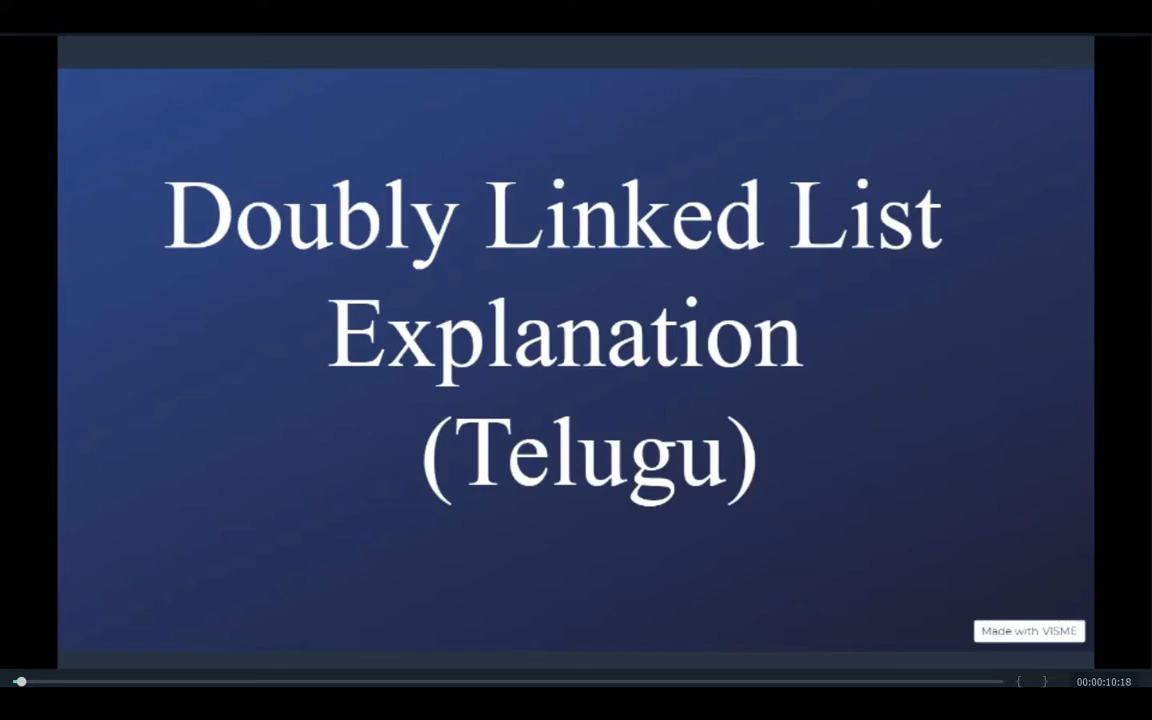 Doubly Linked List
Explanation
(Telugu)
Made with VISME
{ }
00:00:10:18